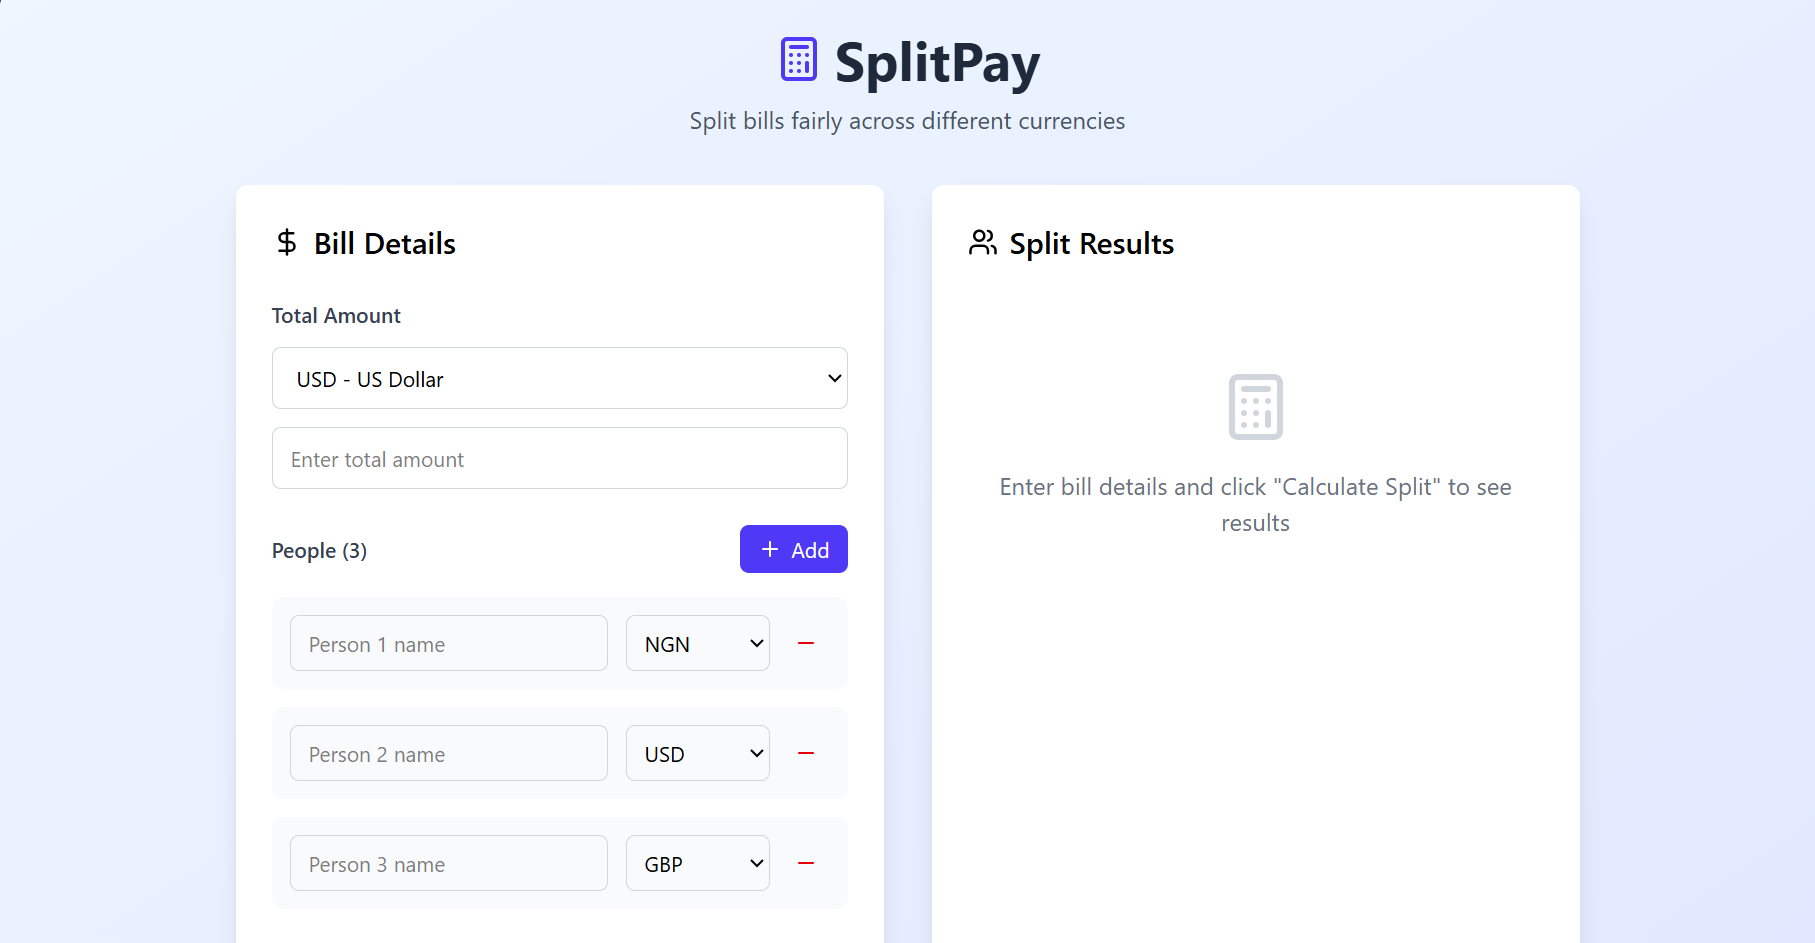 SplitPay
Split bills fairly across different currencies
Bill Details
Total Amount
USD - US Dollar
Enter total amount
People (3)
Add
Person 1 name
NGN
Person 2 name
USD
Person 3 name
GBP
Split Results
Enter bill details and click "Calculate Split" to see
results